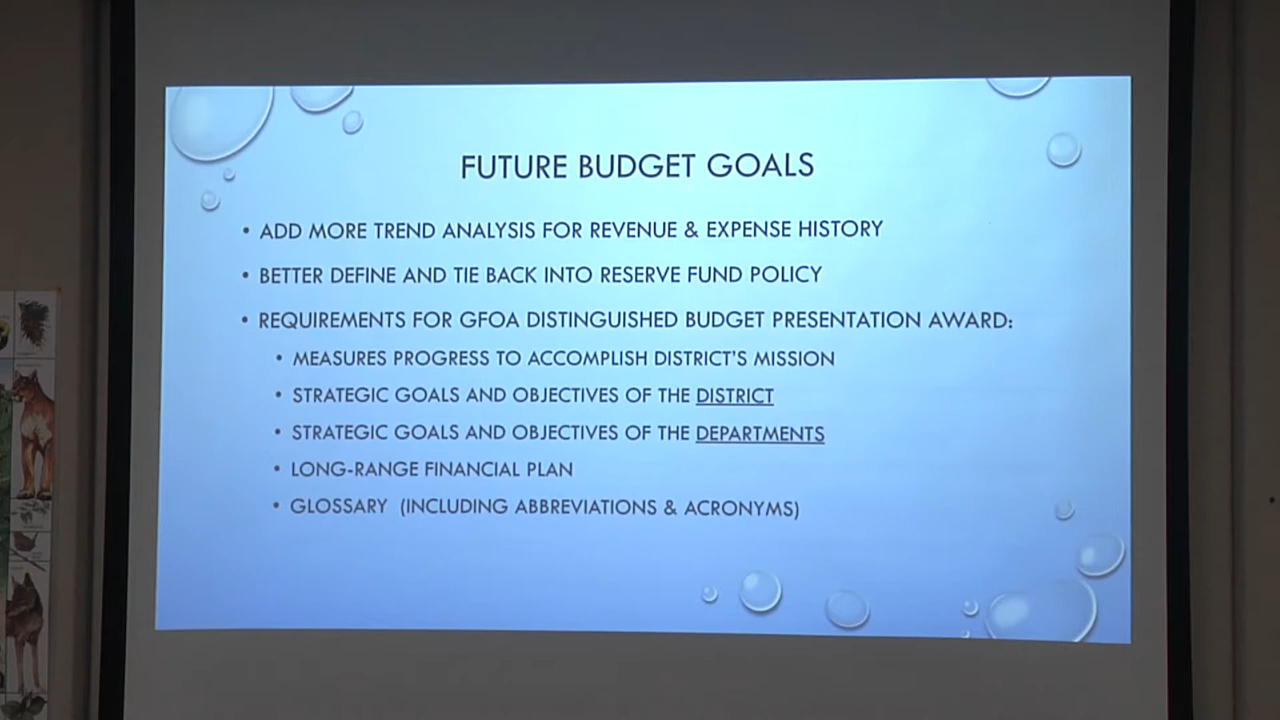 FUTURE BUDGET GOALS
• ADD MORE TREND ANALYSIS FOR REVENUE & EXPENSE HISTORY
• BETTER DEFINE AND TIE BACK INTO RESERVE FUND POLICY
• REQUIREMENTS FOR GFOA DISTINGUISHED BUDGET PRESENTATION AWARD:
• MEASURES PROGRESS TO ACCOMPLISH DISTRICT'S MISSION
• STRATEGIC GOALS AND OBJECTIVES OF THE DISTRICT
• STRATEGIC GOALS AND OBJECTIVES OF THE DEPARTMENTS
• LONG-RANGE FINANCIAL PLAN
• GLOSSARY (INCLUDING ABBREVIATIONS & ACRONYMS)